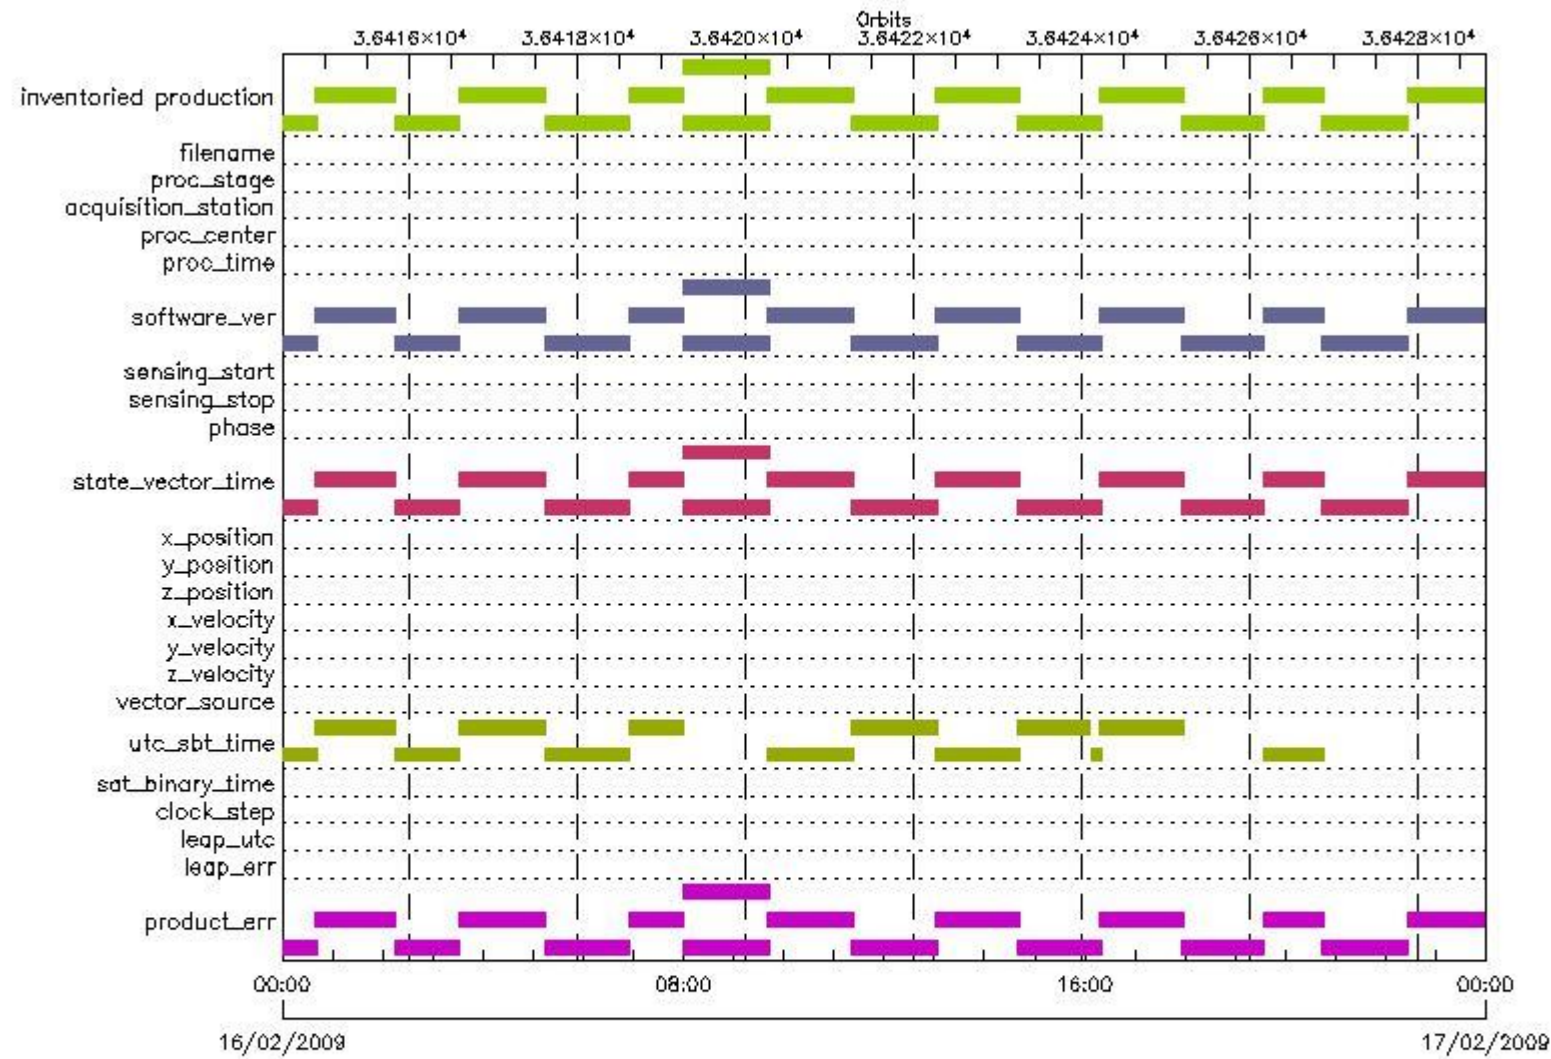 Orbits
3.6416×10⁴ 3.6418×10⁴ 3.6420×10⁴ 3.6422×10⁴ 3.6424×10⁴ 3.6426×10⁴ 3.6428×10⁴
inventoried production
filename
proc_stage
acquisition_station
proc_center
proc_time
software_ver
sensing_start
sensing_stop
phase
state_vector_time
x_position
y_position
z_position
x_velocity
y_velocity
z_velocity
vector_source
utc_sbt_time
sat_binary_time
clock_step
leap_utc
leap_err
product_err
00:00 08:00 16:00 00:00
16/02/2009 17/02/2009